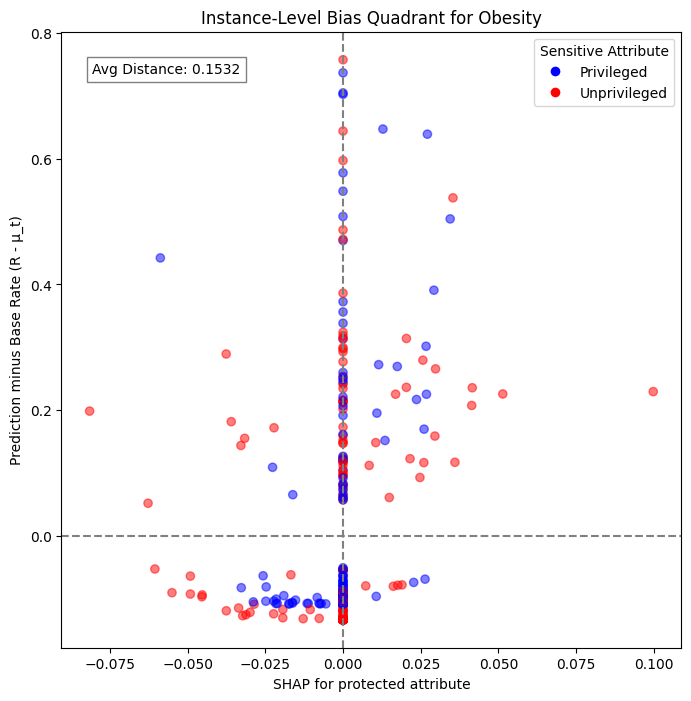 Instance-Level Bias Quadrant for Obesity
Avg Distance: 0.1532
Sensitive Attribute
Privileged
Unprivileged
Prediction minus Base Rate (R - μ_t)
0.8
0.6
0.4
0.2
0.0
−0.075
−0.050
−0.025
0.000
0.025
0.050
0.075
0.100
SHAP for protected attribute